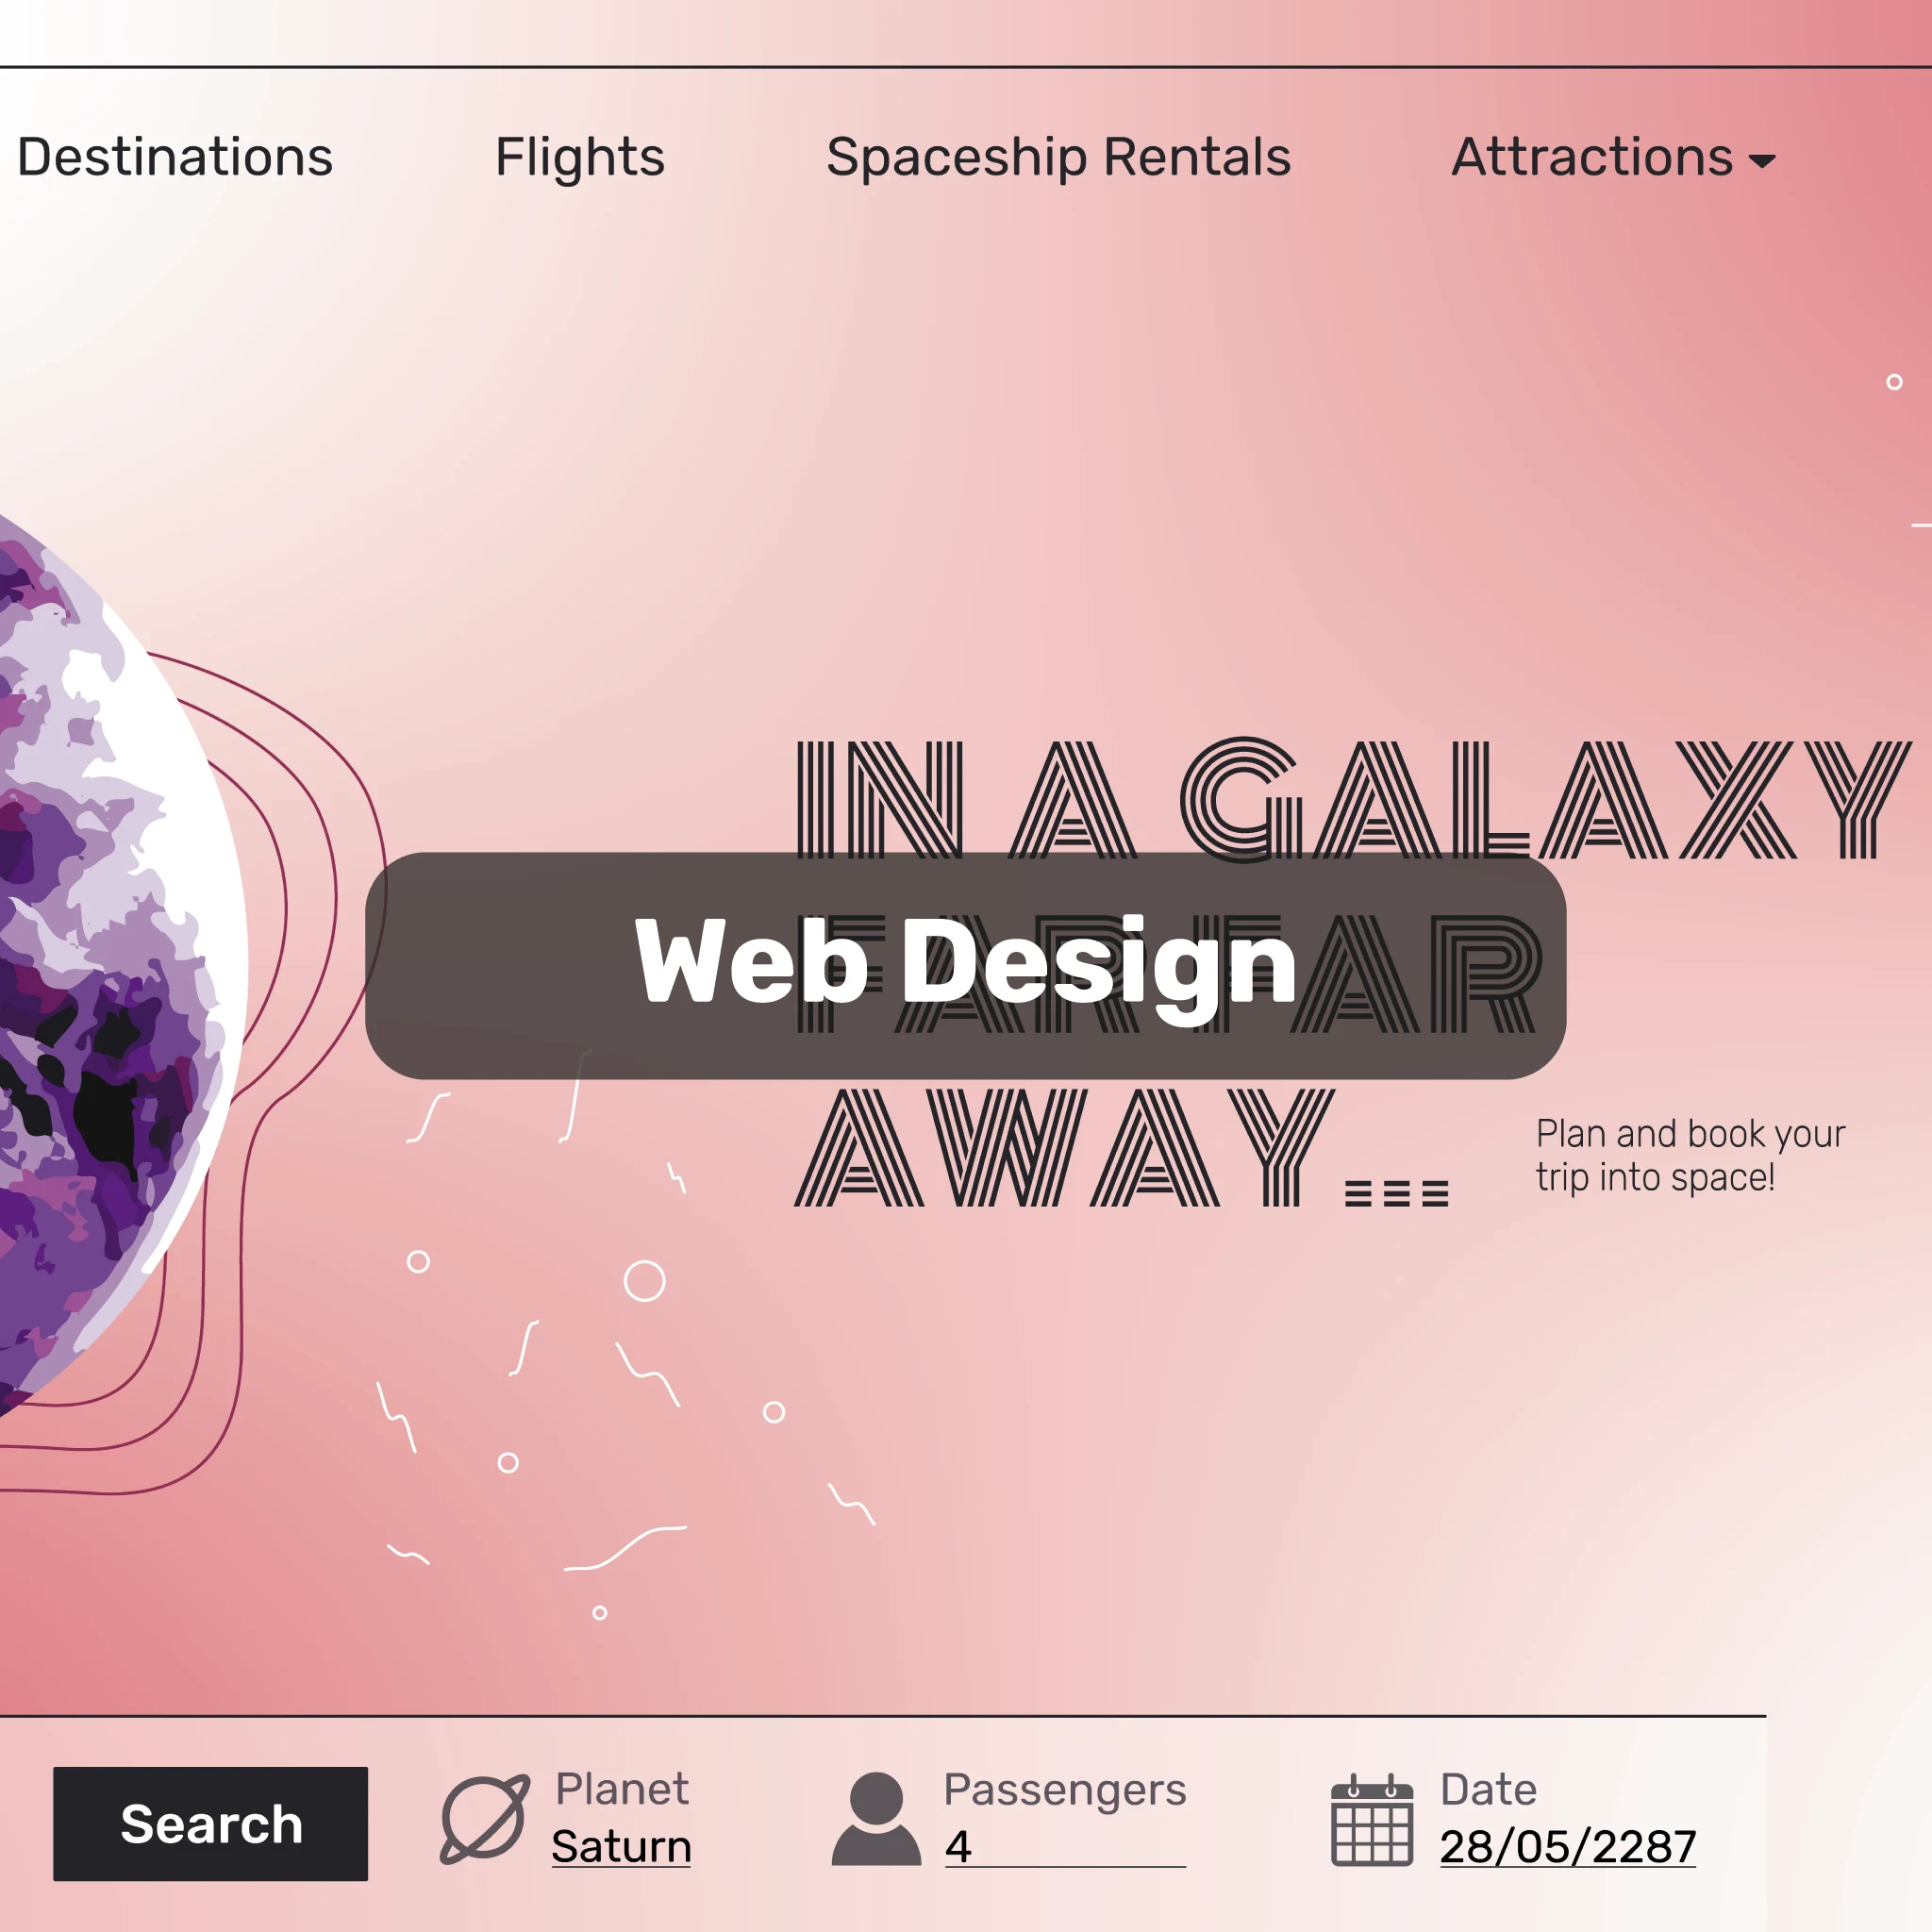 Destinations Flights Spaceship Rentals Attractions
IN A GALAXY
FAR FAR
Web Design
AWAY...
Plan and book your
trip into space!
Search
Planet
Saturn
Passengers
4
Date
28/05/2287